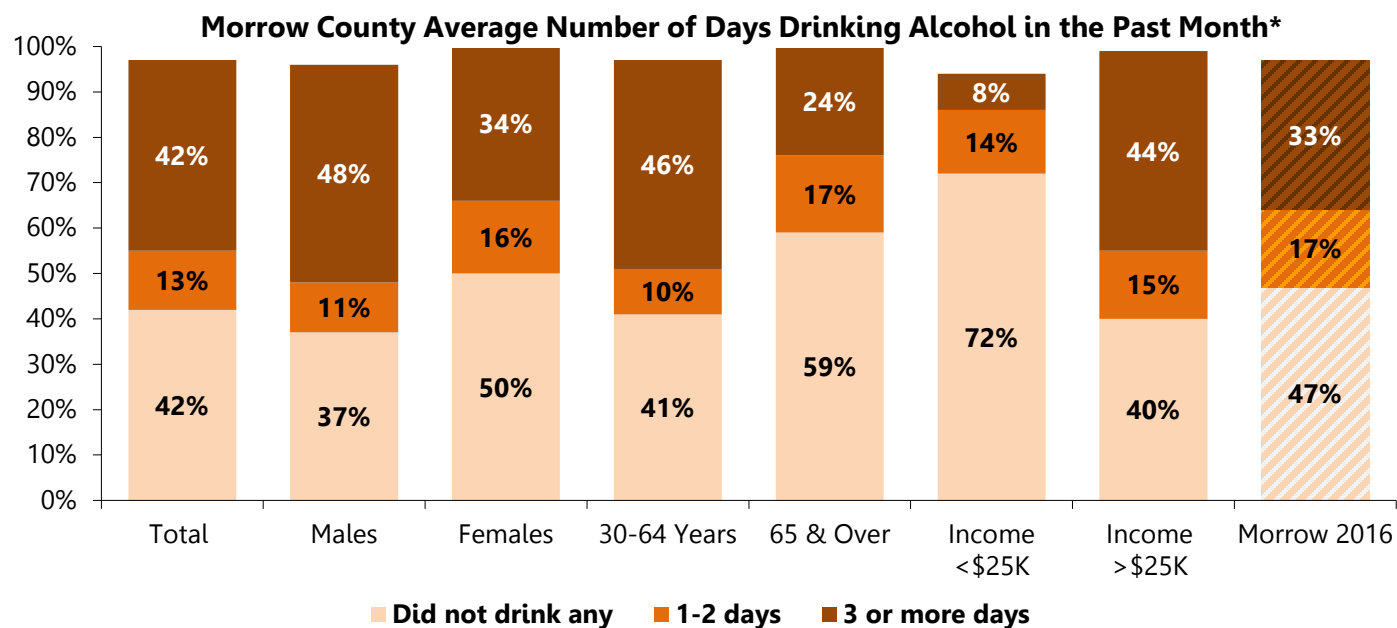 Morrow County Average Number of Days Drinking Alcohol in the Past Month*
100%
90%
80%
70%
60%
50%
40%
30%
20%
10%
0%
42%
13%
42%
48%
11%
37%
34%
16%
50%
46%
10%
41%
24%
17%
59%
8%
14%
72%
44%
15%
40%
33%
17%
47%
Total
Males
Females
30-64 Years
65 & Over
Income
<$25K
Income
>$25K
Morrow 2016
Did not drink any
1-2 days
3 or more days